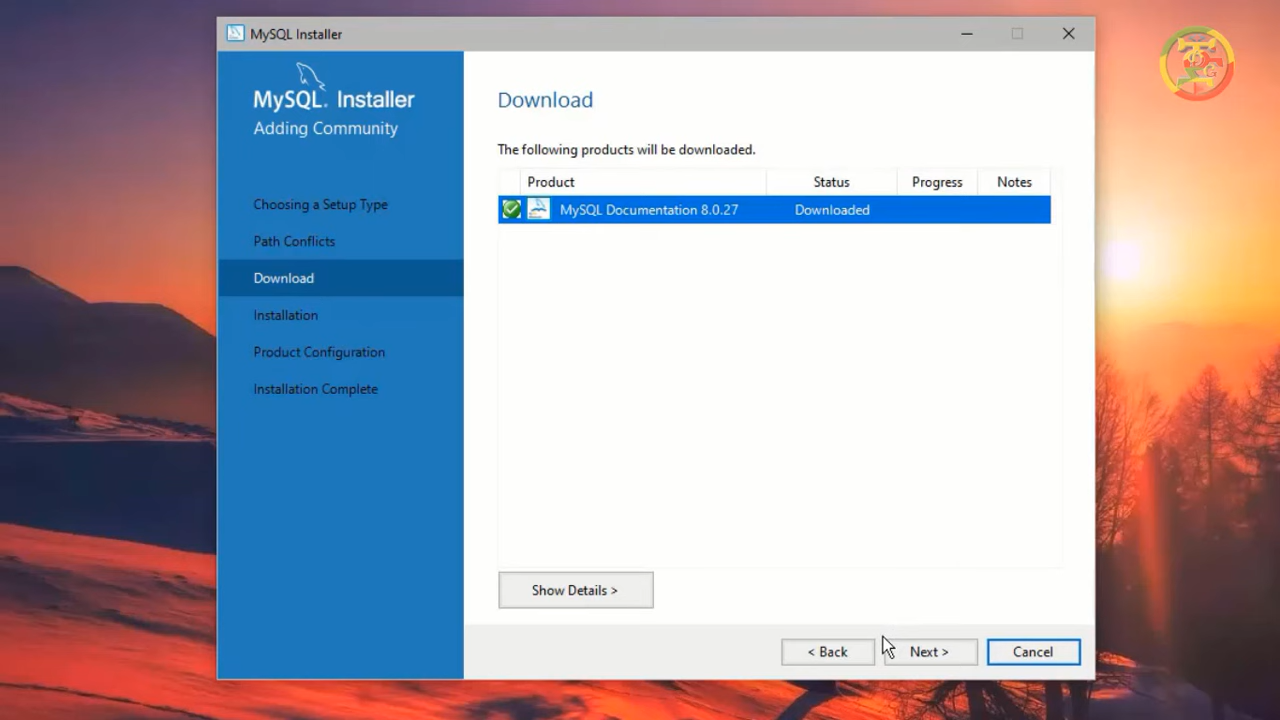 MySQL Installer
MySQL. Installer
Adding Community
Choosing a Setup Type
Path Conflicts
Download
Installation
Product Configuration
Installation Complete
Download
The following products will be downloaded.
Product Status Progress Notes
MySQL Documentation 8.0.27 Downloaded
Show Details >
< Back Next > Cancel